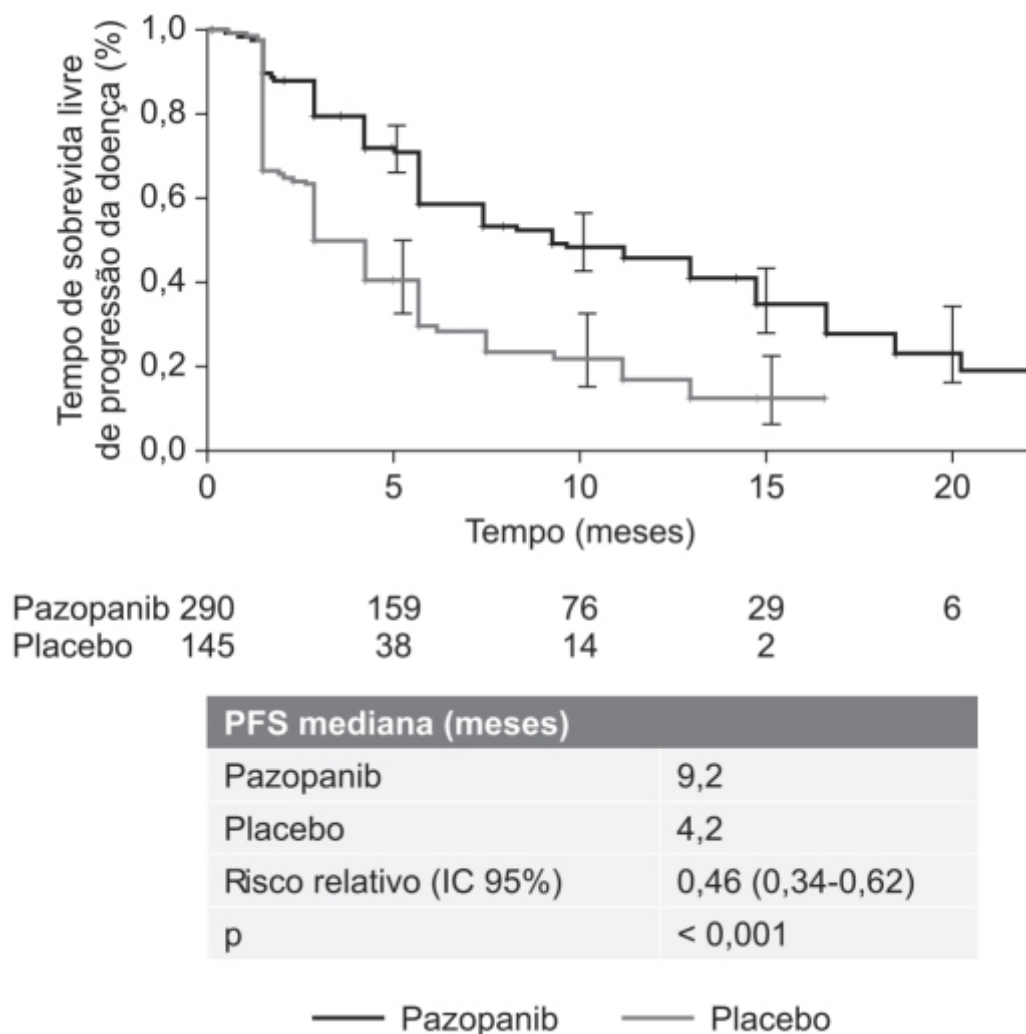 Tempo de sobrevida livre
de progressão da doença (%)
1,0
0,8
0,6
0,4
0,2
0,0
0 5 10 15 20
Tempo (meses)
Pazopanib 290 159 76 29 6
Placebo 145 38 14 2
PFS mediana (meses)
Pazopanib 9,2
Placebo 4,2
Risco relativo (IC 95%) 0,46 (0,34-0,62)
p < 0,001
Pazopanib Placebo